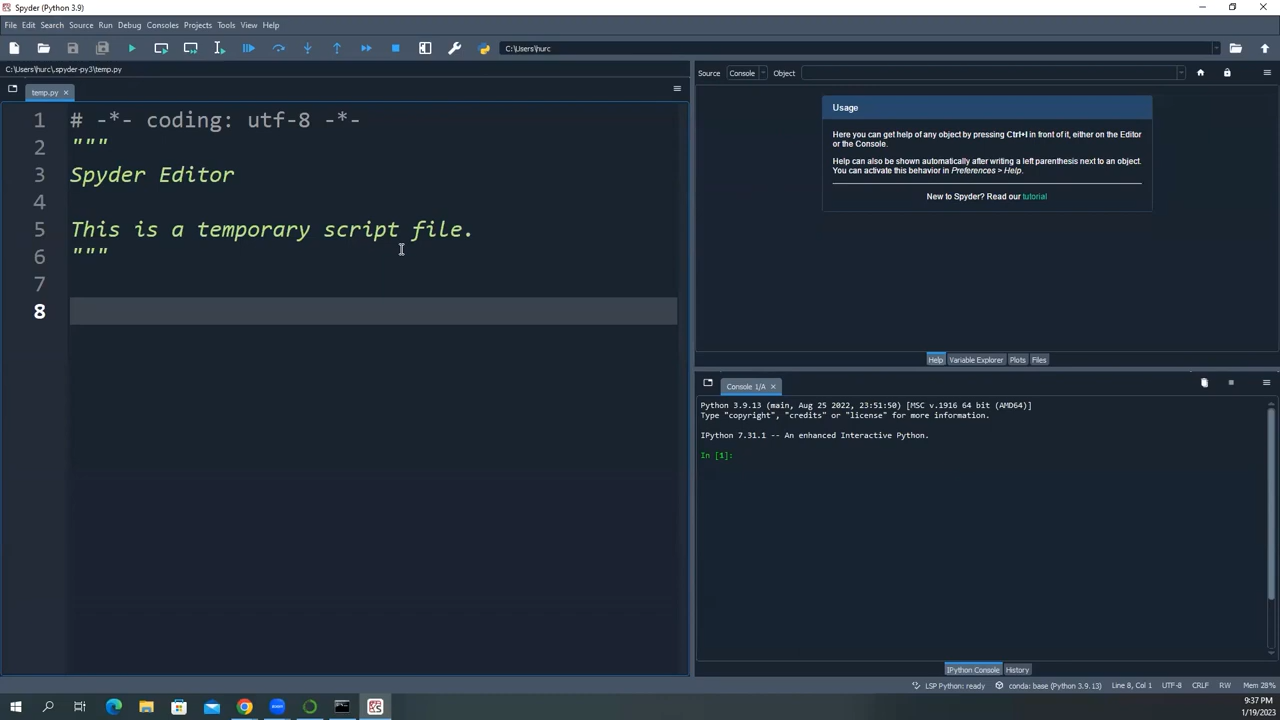 Spyder (Python 3.9)
File Edit Search Source Run Debug Consoles Projects Tools View Help
C:\Users\hurc
C:\Users\hurc\.spyder-py3\temp.py
Source Console Object
temp.py
1 # -*- coding: utf-8 -*-
2 """
3 Spyder Editor
4
5 This is a temporary script file.
6 """
7
8
Usage
Here you can get help of any object by pressing Ctrl+I in front of it, either on the Editor
or the Console.
Help can also be shown automatically after writing a left parenthesis next to an object.
You can activate this behavior in Preferences > Help.
New to Spyder? Read our tutorial
Help Variable Explorer Plots Files
Console 1/A
Python 3.9.13 (main, Aug 25 2022, 23:51:50) [MSC v.1916 64 bit (AMD64)]
Type "copyright", "credits" or "license" for more information.
IPython 7.31.1 -- An enhanced Interactive Python.
In [1]:
IPython Console History
LSP Python: ready conda: base (Python 3.9.13) Line 8, Col 1 UTF-8 CRLF RW Mem 28%
9:37 PM
1/19/2023